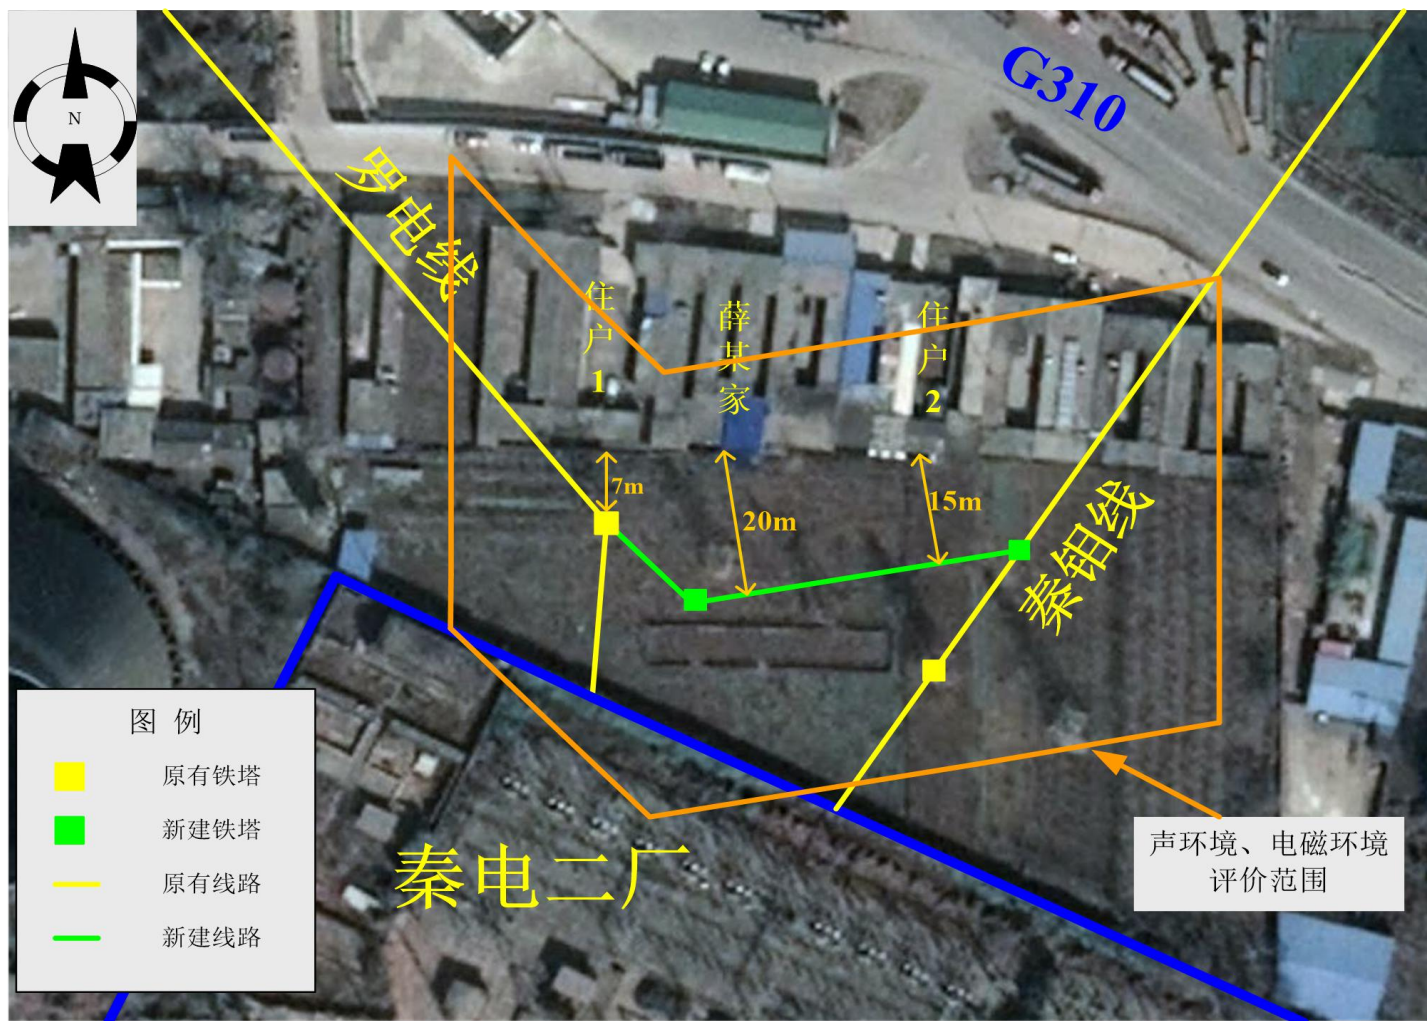 N
G310
罗电线
住户1
薛某家
住户2
7m
20m
15m
秦钼线
秦电二厂
图 例
原有铁塔
新建铁塔
原有线路
新建线路
声环境、电磁环境
评价范围